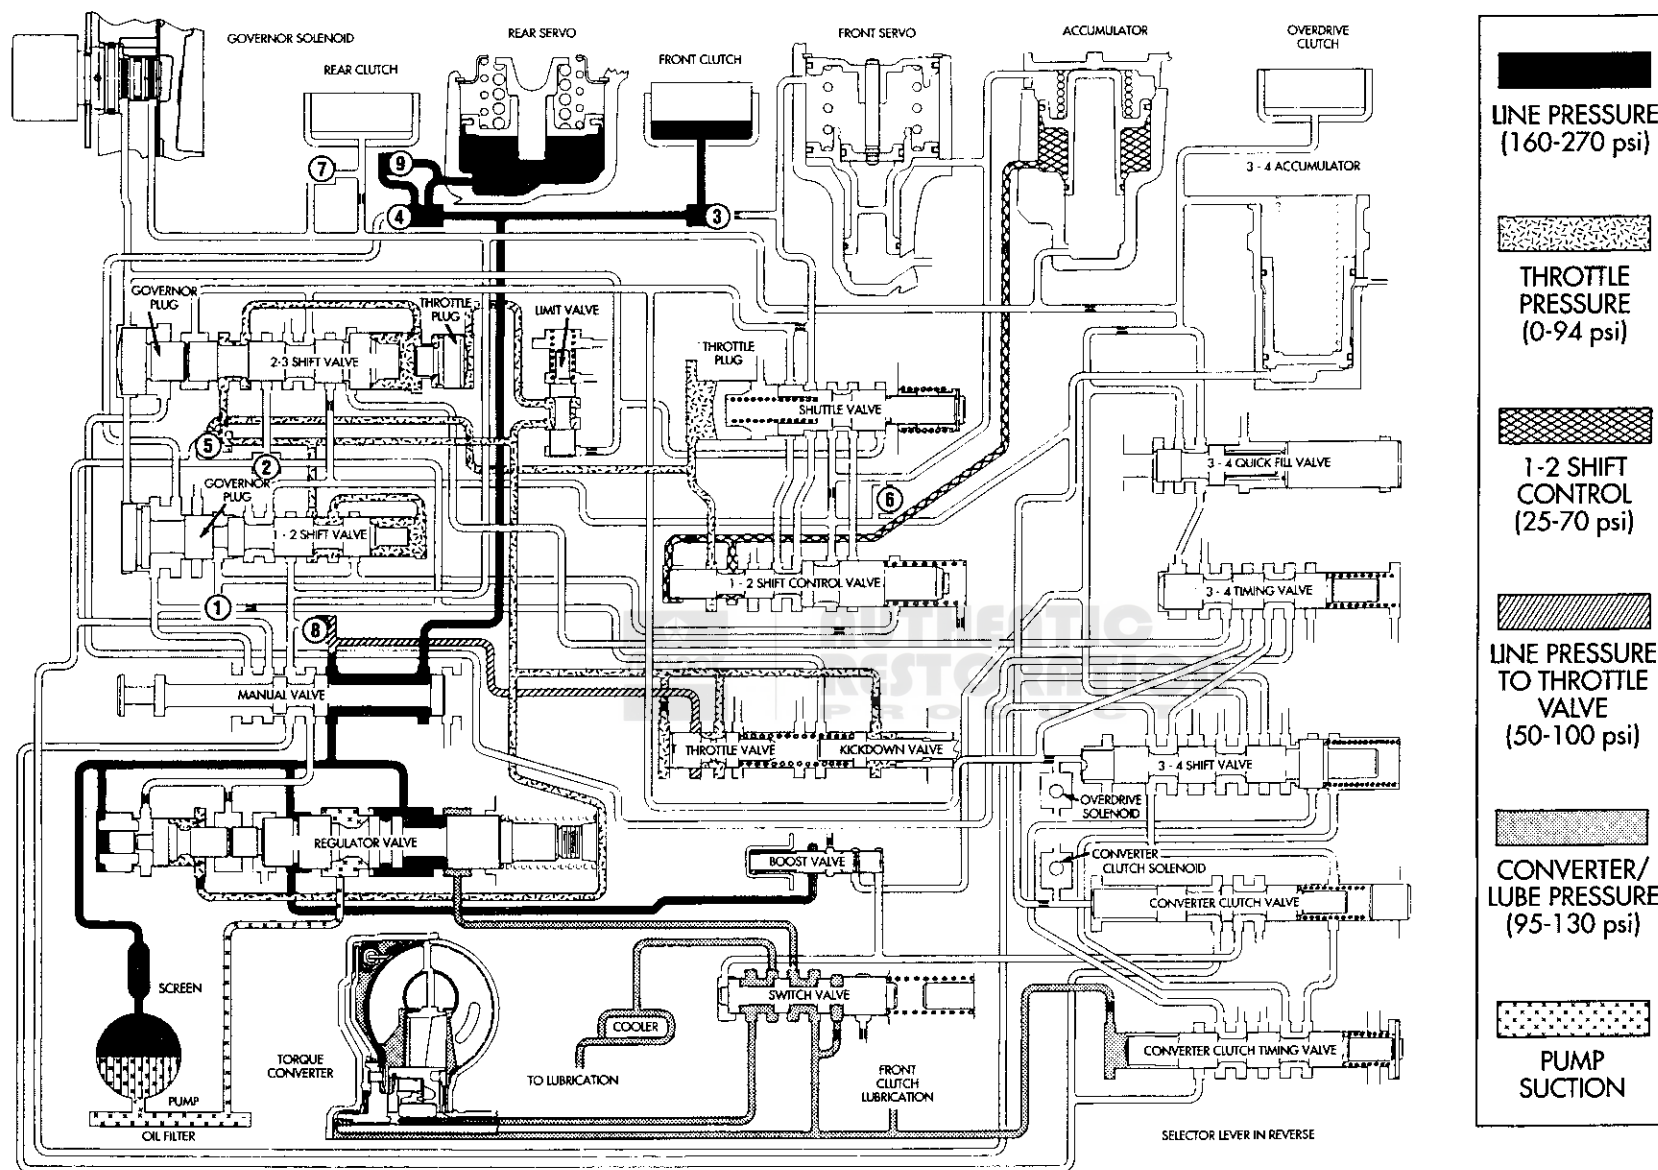 GOVERNOR SOLENOID
REAR SERVO
FRONT SERVO
ACCUMULATOR
OVERDRIVE
CLUTCH
REAR CLUTCH
FRONT CLUTCH
3 - 4 ACCUMULATOR
7
9
4
3
GOVERNOR
PLUG
THROTTLE
PLUG
LIMIT VALVE
2-3 SHIFT VALVE
THROTTLE
PLUG
SHUTTLE VALVE
5
2
6
3 - 4 QUICK FILL VALVE
GOVERNOR
PLUG
1 - 2 SHIFT VALVE
1 - 2 SHIFT CONTROL VALVE
3 - 4 TIMING VALVE
1
8
AUTHENTIC
RESTORATION
PRODUCT
MANUAL VALVE
THROTTLE VALVE
KICKDOWN VALVE
3 - 4 SHIFT VALVE
OVERDRIVE
SOLENOID
REGULATOR VALVE
BOOST VALVE
CONVERTER
CLUTCH SOLENOID
CONVERTER CLUTCH VALVE
SCREEN
SWITCH VALVE
COOLER
CONVERTER CLUTCH TIMING VALVE
TORQUE
CONVERTER
TO LUBRICATION
FRONT
CLUTCH
LUBRICATION
PUMP
OIL FILTER
SELECTOR LEVER IN REVERSE
LINE PRESSURE
(160-270 psi)
THROTTLE
PRESSURE
(0-94 psi)
1-2 SHIFT
CONTROL
(25-70 psi)
LINE PRESSURE
TO THROTTLE
VALVE
(50-100 psi)
CONVERTER/
LUBE PRESSURE
(95-130 psi)
PUMP
SUCTION